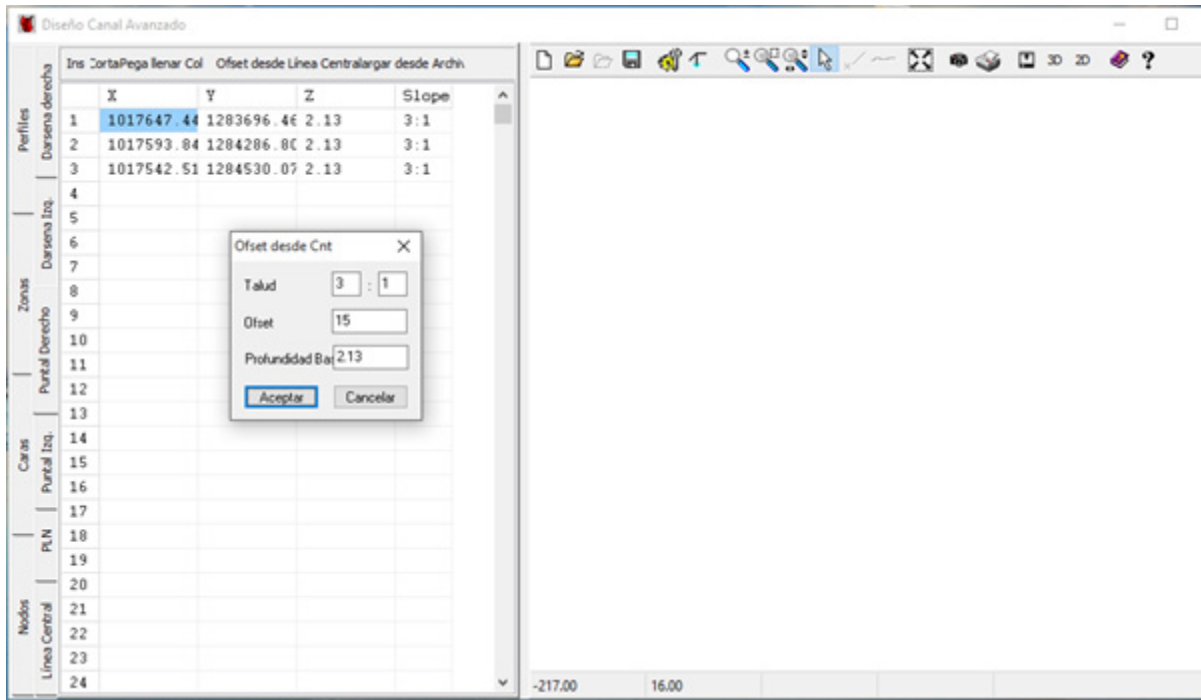 Diseño Canal Avanzado
Ins CortaPega llenar Col Ofset desde Línea Centralargar desde Archiv
Perfiles
Zonas
Caras
Nodos
Darsena derecha
Darsena Izq.
Puntal Derecho
Puntal Izq.
PLN
Línea Central
X Y Z Slope
1 1017647.44 1283696.46 2.13 3:1
2 1017593.84 1284286.80 2.13 3:1
3 1017542.51 1284530.07 2.13 3:1
4
5
6
7
8
9
10
11
12
13
14
15
16
17
18
19
20
21
22
23
24
Ofset desde Cnt
Talud 3 : 1
Ofset 15
Profundidad Bas 2.13
Aceptar Cancelar
3D 2D ?
-217.00 16.00